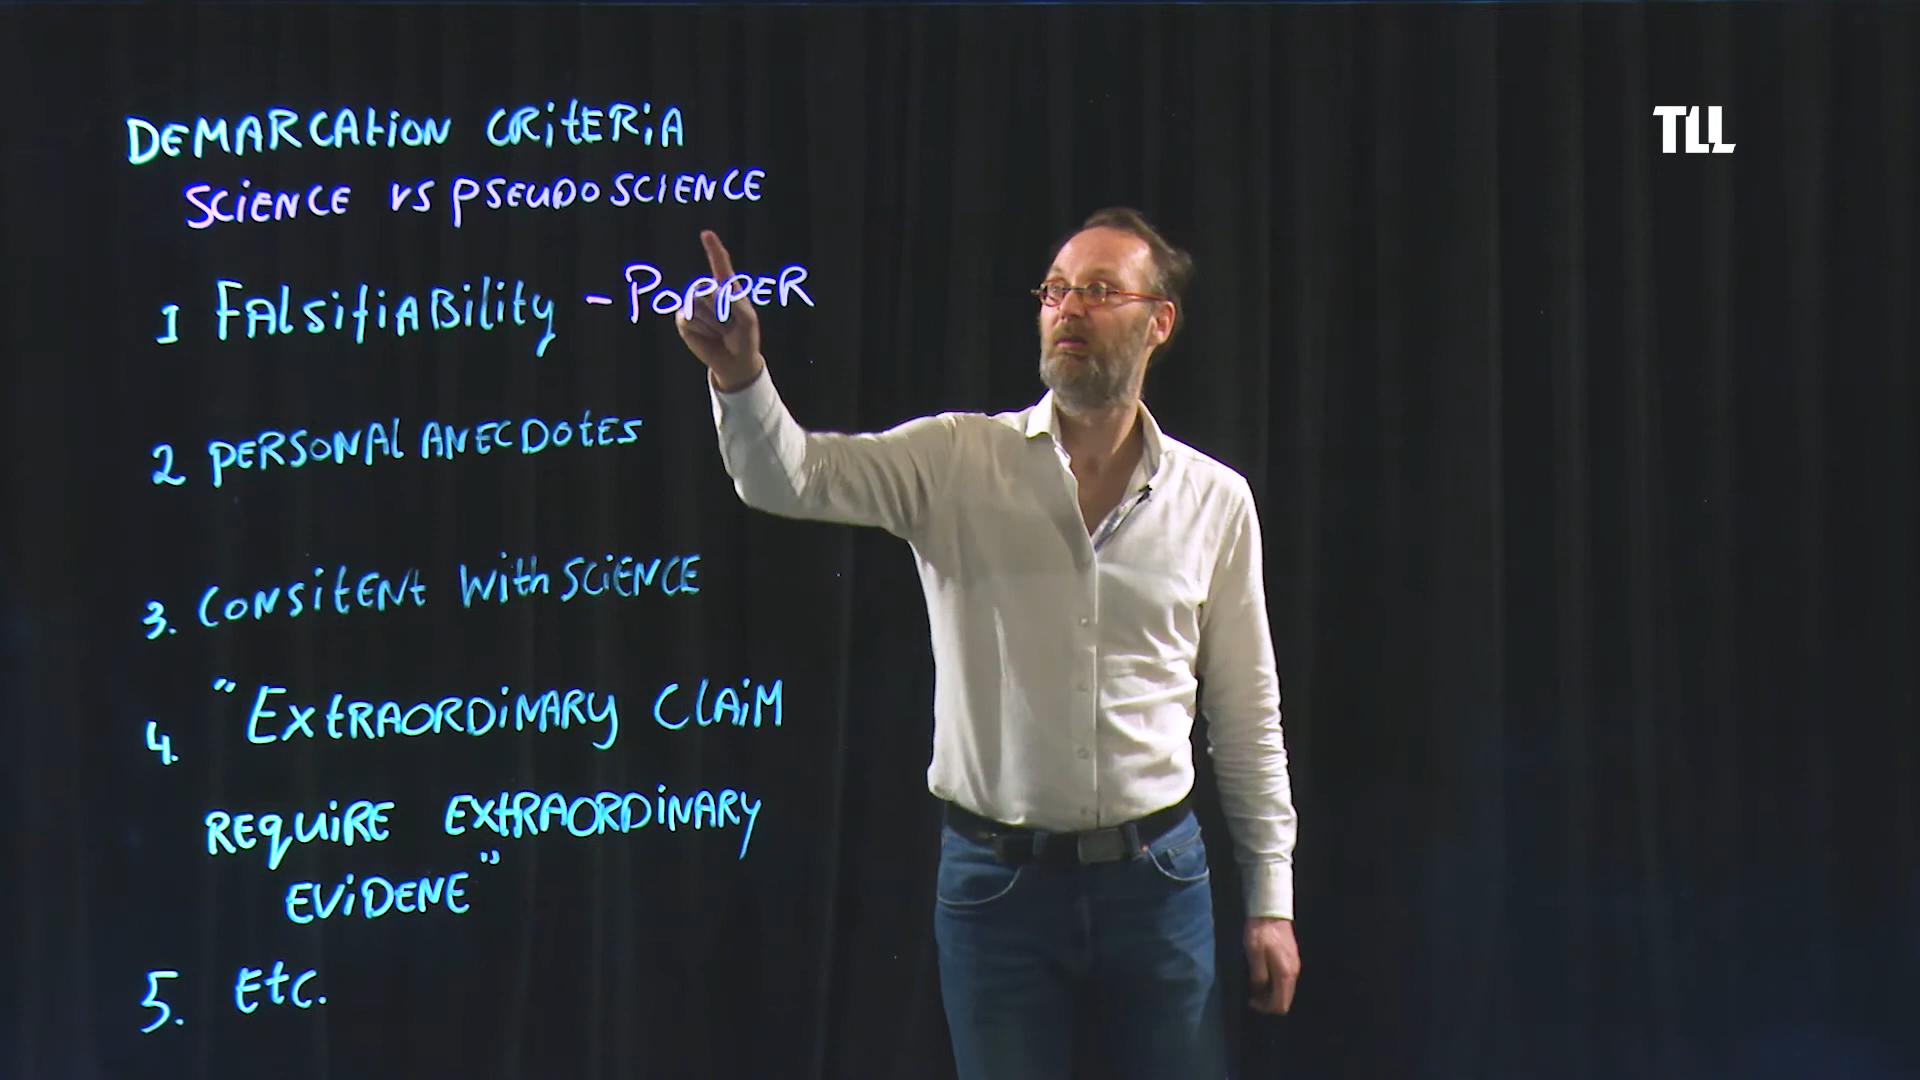 DEMARCATION CRITERIA
SCIENCE VS PSEUDOSCIENCE
1 FALSIFIABILITY - POPPER
2 PERSONAL ANECDOTES
3. CONSITENT WITH SCIENCE
4. "EXTRAORDINARY CLAIM
REQUIRE EXTRAORDINARY
EVIDENE"
5. Etc.
TLL